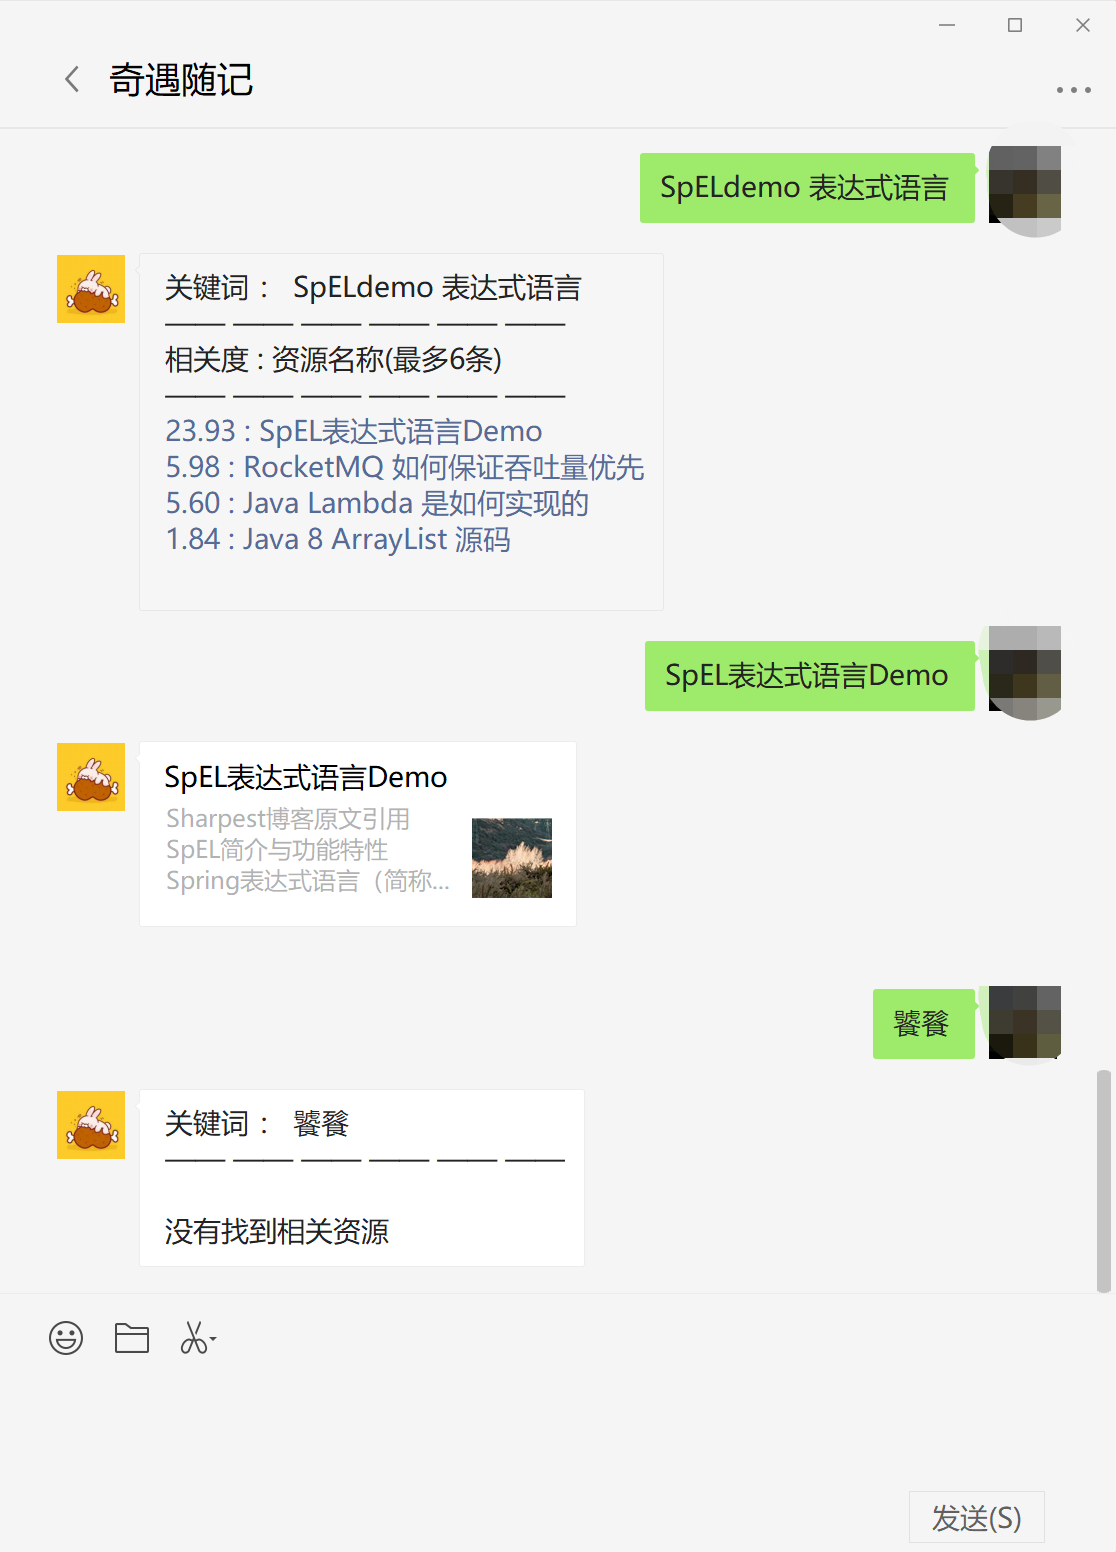 奇遇随记
SpELdemo 表达式语言
关键词： SpELdemo 表达式语言
—— —— —— —— —— ——
相关度 : 资源名称(最多6条)
—— —— —— —— —— ——
23.93 : SpEL表达式语言Demo
5.98 : RocketMQ 如何保证吞吐量优先
5.60 : Java Lambda 是如何实现的
1.84 : Java 8 ArrayList 源码
SpEL表达式语言Demo
SpEL表达式语言Demo
Sharpest博客原文引用
SpEL简介与功能特性
Spring表达式语言（简称...
饕餮
关键词： 饕餮
—— —— —— —— —— ——
没有找到相关资源
发送(S)